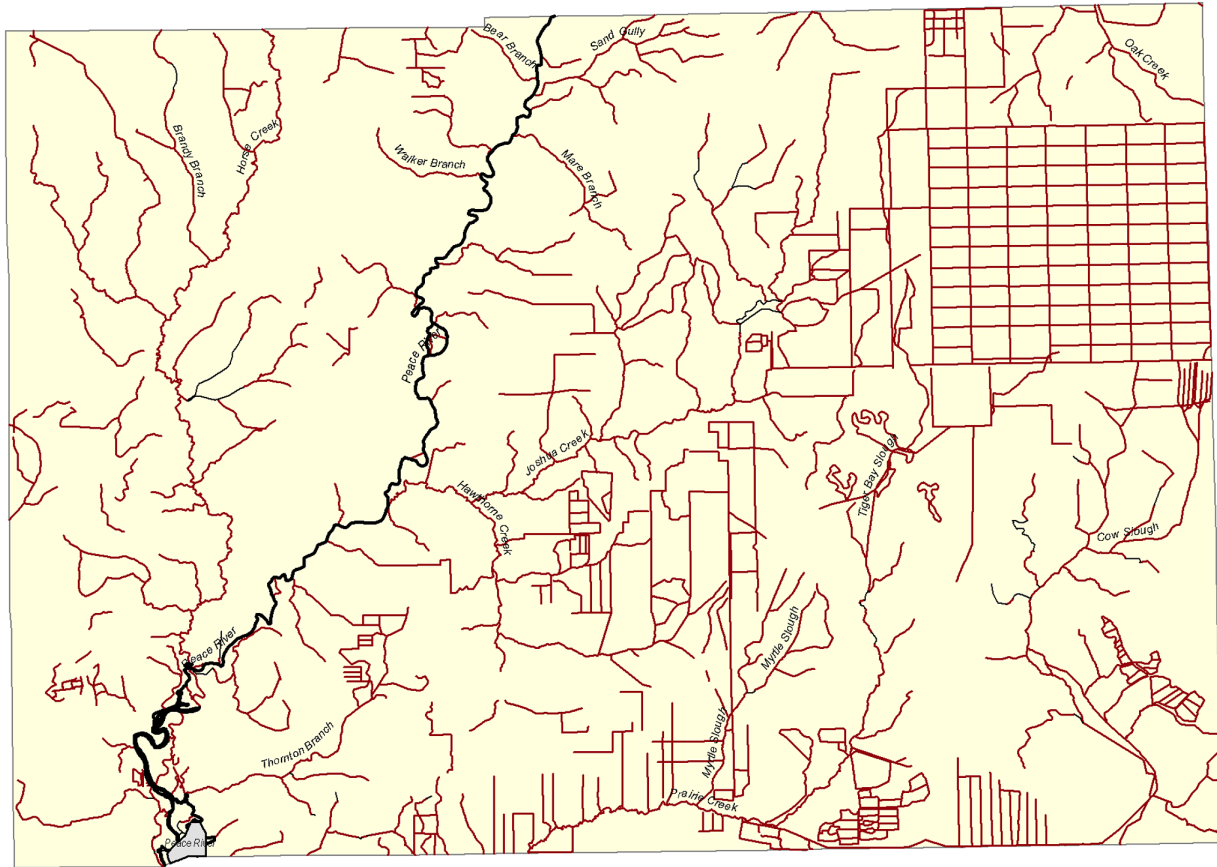 Bear Branch
Sand Gully
Oak Creek
Brandy Branch
Horse Creek
Walker Branch
Mare Branch
Peace River
Joshua Creek
Tiger Bay Slough
Hawthorne Creek
Cow Slough
Peace River
Myrtle Slough
Myrtle Slough
Thornton Branch
Prairie Creek
Peace River